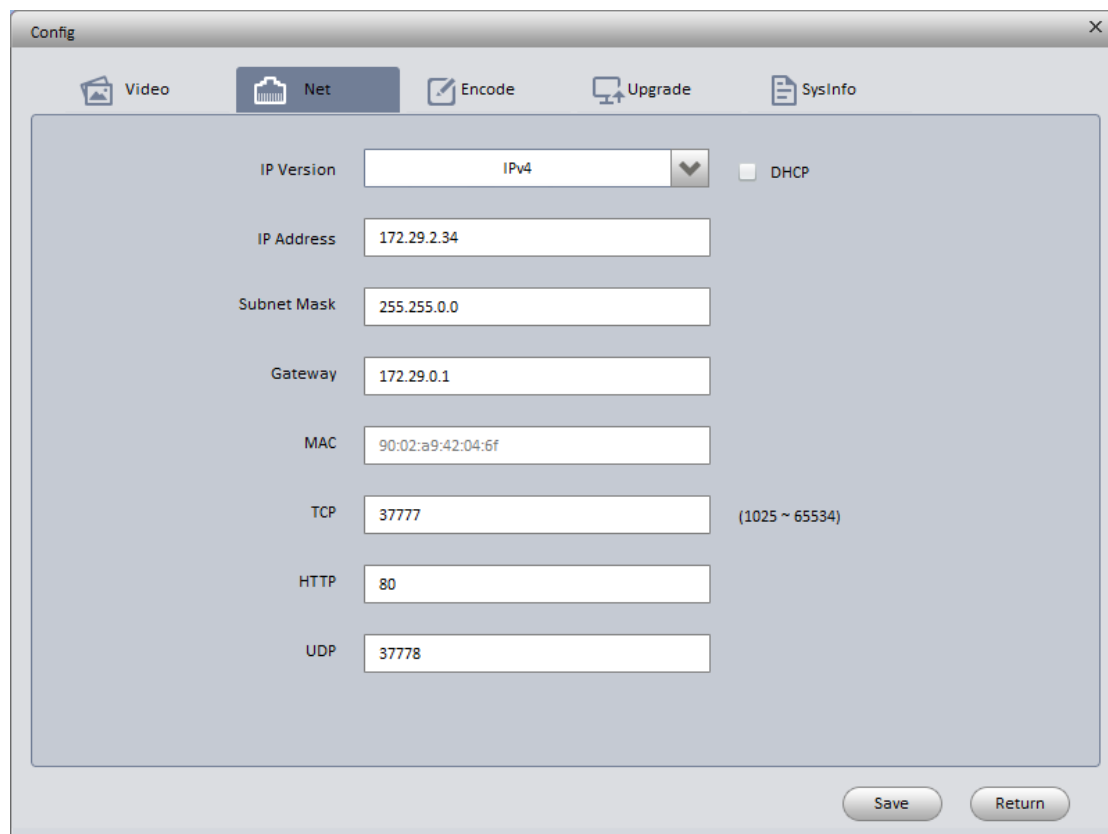 Config
Video Net Encode Upgrade SysInfo
IP Version IPv4 DHCP
IP Address 172.29.2.34
Subnet Mask 255.255.0.0
Gateway 172.29.0.1
MAC 90:02:a9:42:04:6f
TCP 37777 (1025 ~ 65534)
HTTP 80
UDP 37778
Save Return